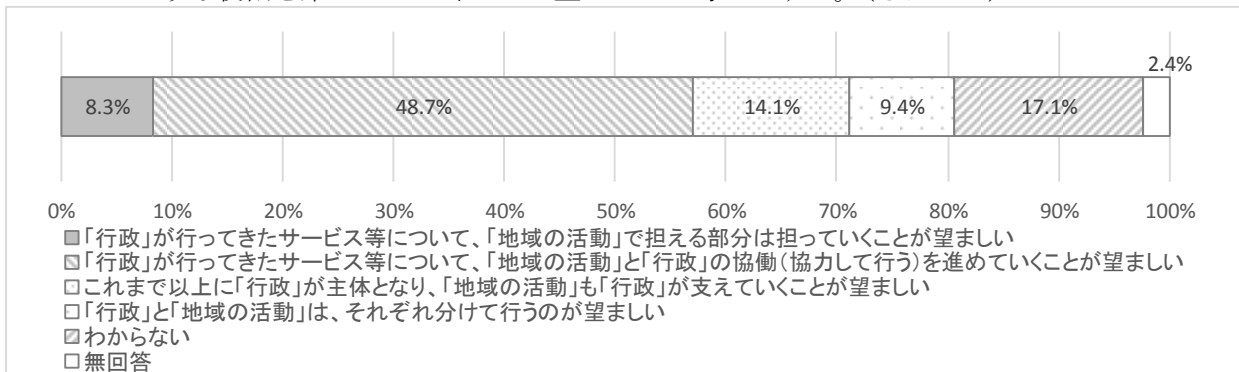 2.4%
8.3% 48.7% 14.1% 9.4% 17.1%
0% 10% 20% 30% 40% 50% 60% 70% 80% 90% 100%
「行政」が行ってきたサービス等について、「地域の活動」で担える部分は担っていくことが望ましい
「行政」が行ってきたサービス等について、「地域の活動」と「行政」の協働(協力して行う)を進めていくことが望ましい
これまで以上に「行政」が主体となり、「地域の活動」も「行政」が支えていくことが望ましい
「行政」と「地域の活動」は、それぞれ分けて行うのが望ましい
わからない
無回答